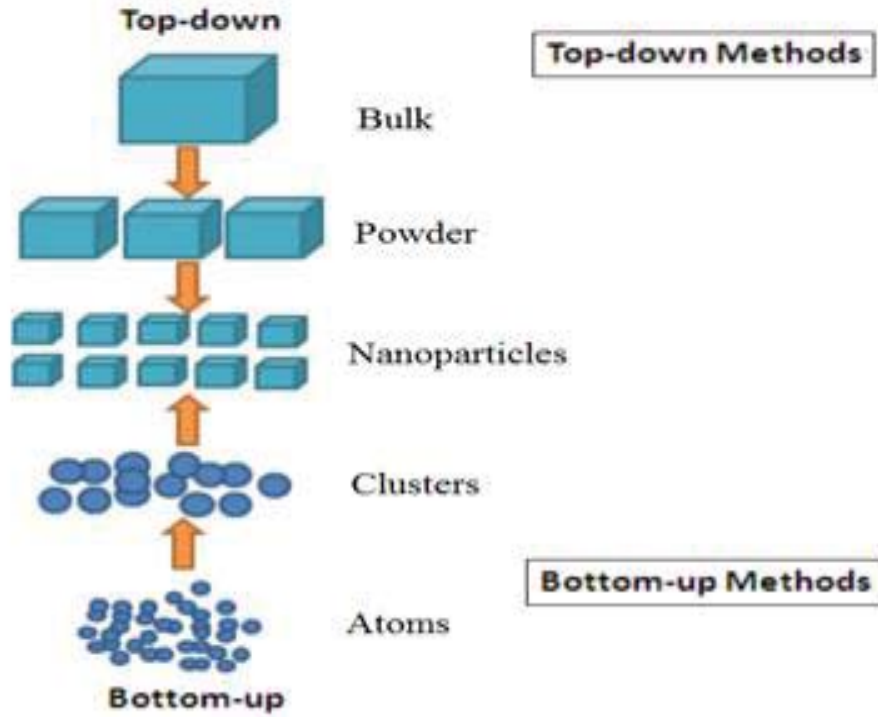 Top-down
Top-down Methods
Bulk
Powder
Nanoparticles
Clusters
Bottom-up Methods
Atoms
Bottom-up